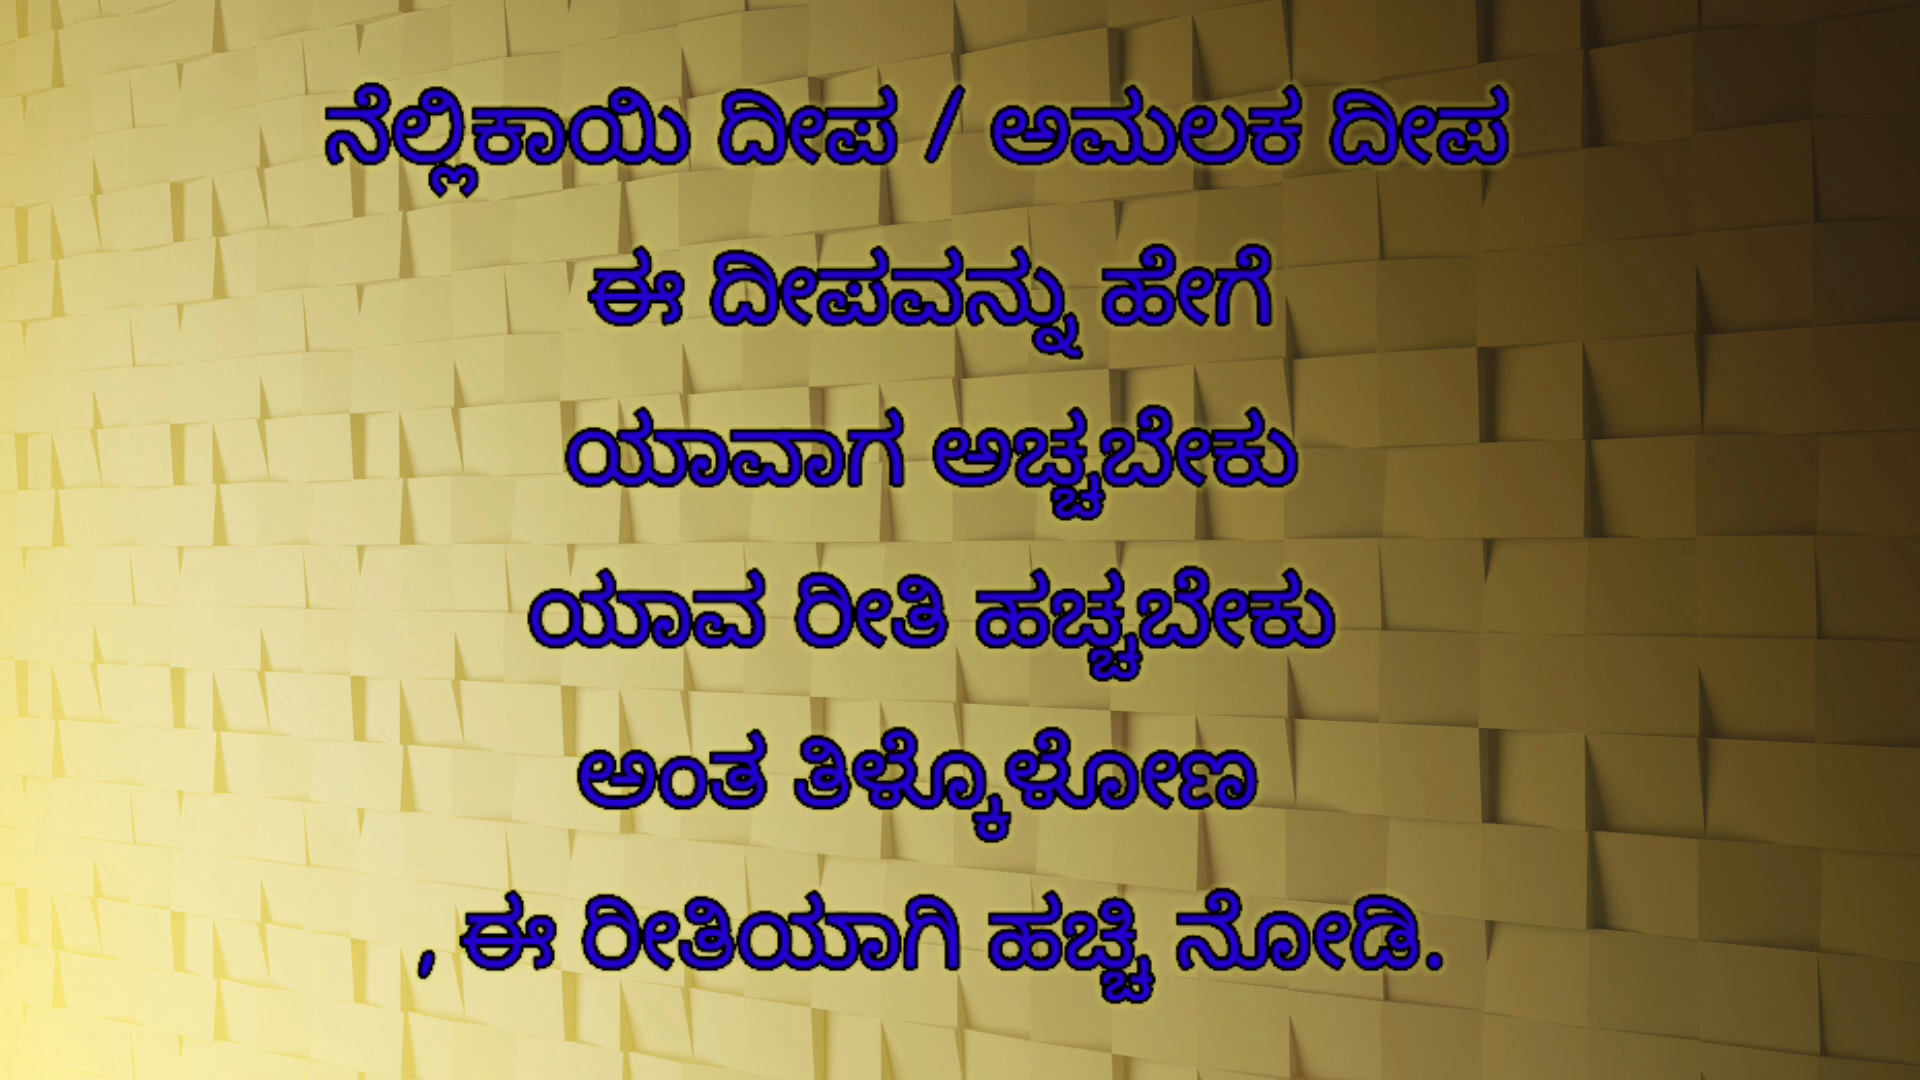 ನೆಲ್ಲಿಕಾಯಿ ದೀಪ / ಅಮಲಕ ದೀಪ
ಈ ದೀಪವನ್ನು ಹೇಗೆ
ಯಾವಾಗ ಅಚ್ಚಬೇಕು
ಯಾವ ರೀತಿ ಹಚ್ಚಬೇಕು
ಅಂತ ತಿಳ್ಕೊಳೋಣ
, ಈ ರೀತಿಯಾಗಿ ಹಚ್ಚಿ ನೋಡಿ.